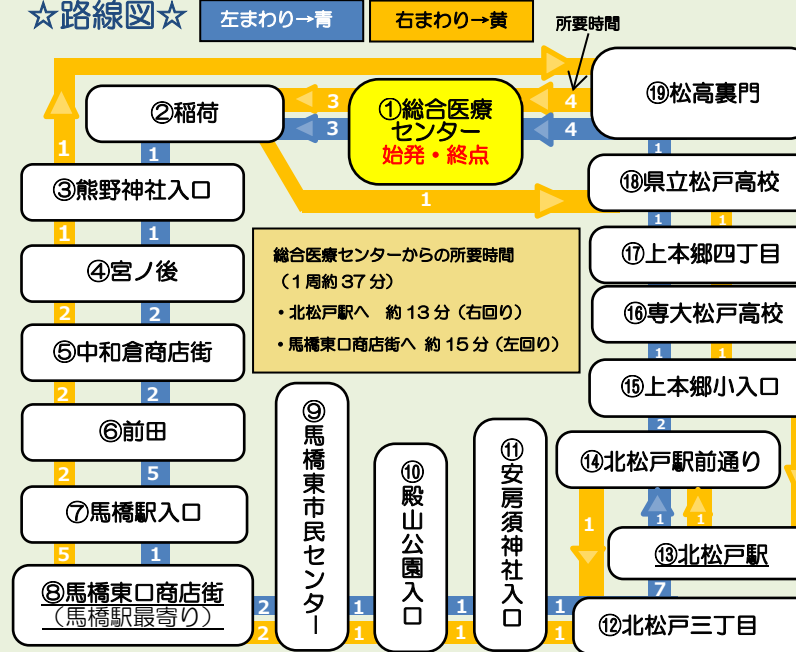 ☆路線図☆
左まわり→青
右まわり→黄
所要時間
①総合医療
センター
始発・終点
②稲荷
③熊野神社入口
④宮ノ後
⑤中和倉商店街
⑥前田
⑦馬橋駅入口
⑧馬橋東口商店街
（馬橋駅最寄り）
⑨馬橋東市民センター
⑩殿山公園入口
⑪安房須神社入口
⑫北松戸三丁目
⑬北松戸駅
⑭北松戸駅前通り
⑮上本郷小入口
⑯専大松戸高校
⑰上本郷四丁目
⑱県立松戸高校
⑲松高裏門
総合医療センターからの所要時間
（１周約37分）
・北松戸駅へ　約13分（右回り）
・馬橋東口商店街へ 約15分（左回り）
3
3
4
4
1
1
1
1
1
1
2
2
2
2
2
5
5
1
2
2
1
1
1
1
1
1
7
1
1
1
2
1
1
1
1
1